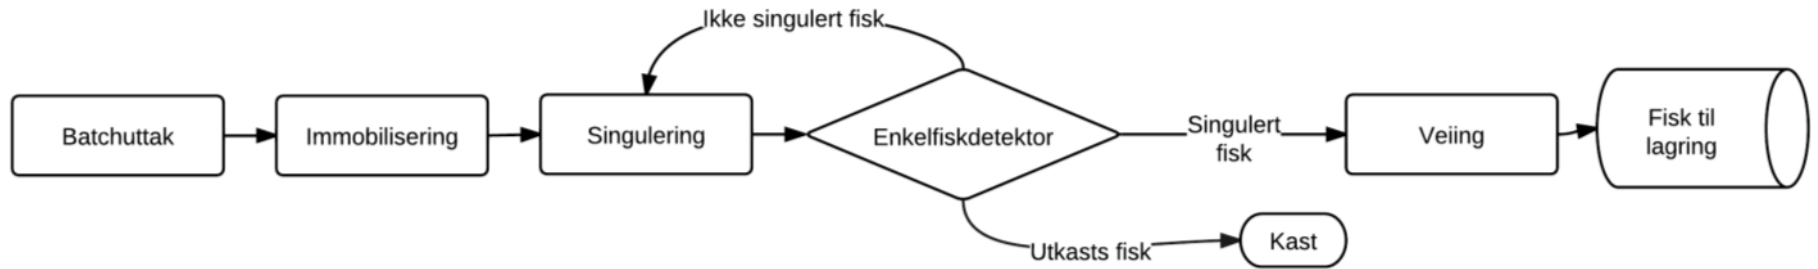 Ikke singulert fisk
Batchuttak
Immobilisering
Singulering
Enkelfiskdetektor
Singulert
fisk
Veiing
Fisk til
lagring
Utkasts fisk
Kast